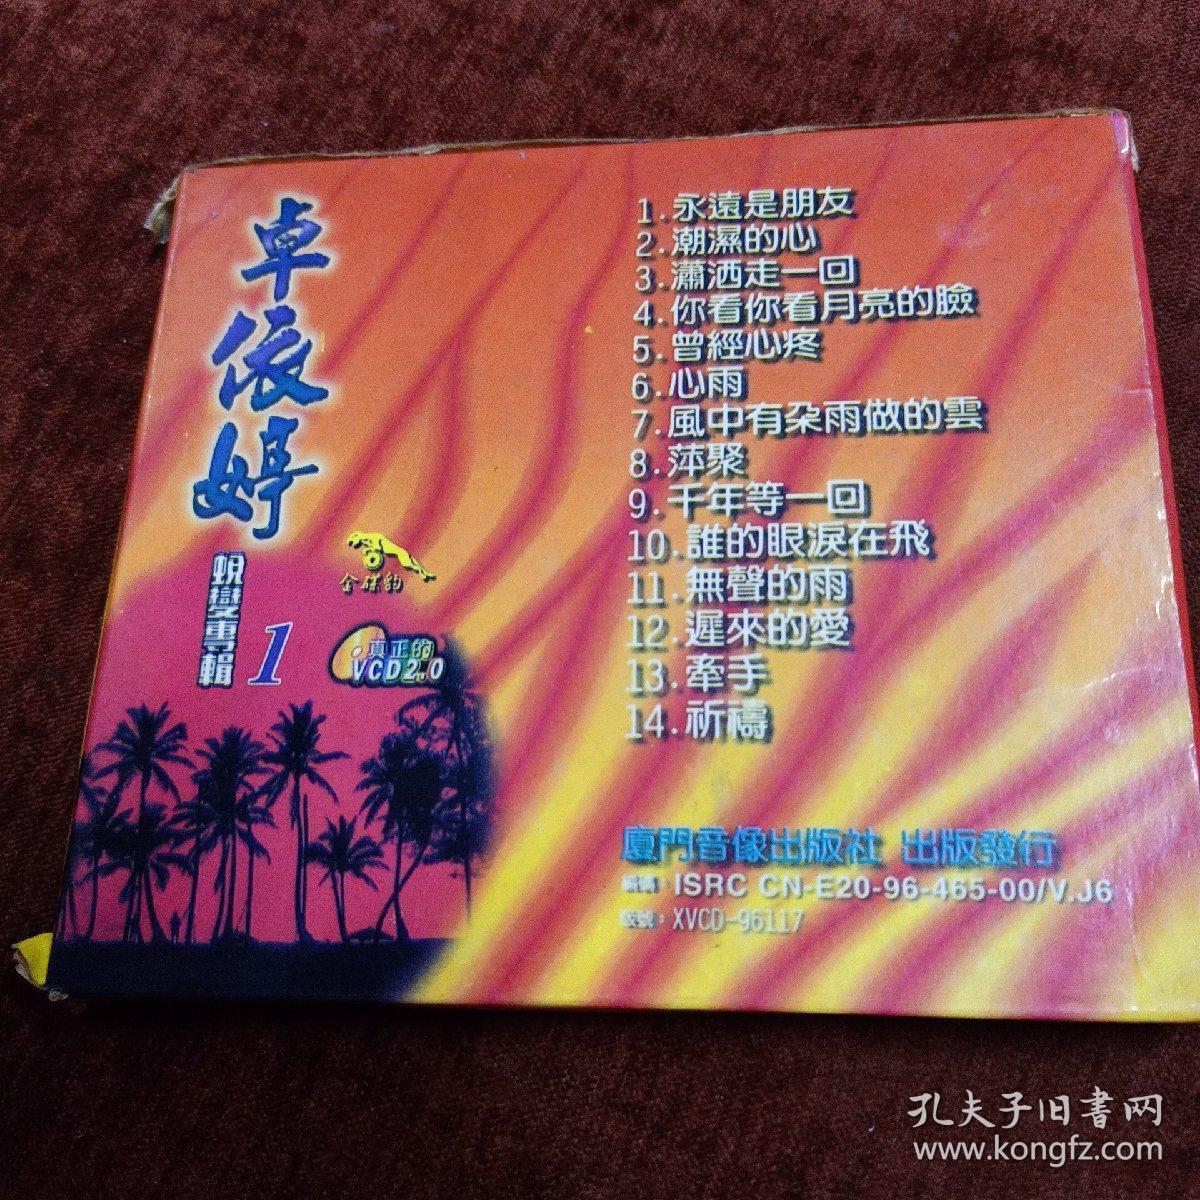 卓依婷
蛻變專輯 1
金碟豹
真正的
VCD2.0
1.永遠是朋友
2.潮濕的心
3.瀟洒走一回
4.你看你看月亮的臉
5.曾經心疼
6.心雨
7.風中有朵雨做的雲
8.萍聚
9.千年等一回
10.誰的眼淚在飛
11.無聲的雨
12.遲來的愛
13.牽手
14.祈禱
廈門音像出版社 出版發行
ISRC CN-E20-96-465-00/V.J6
XVCD-96117
孔夫子旧書网
www.kongfz.com